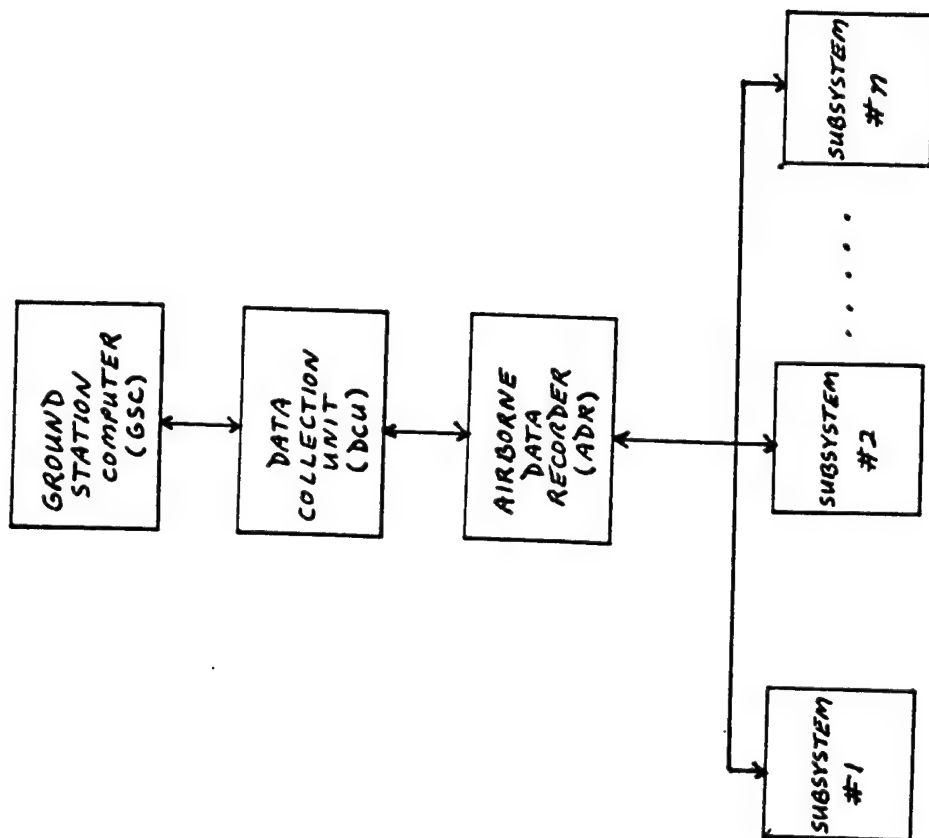 GROUND
STATION
COMPUTER
(GSC)
DATA
COLLECTION
UNIT
(DCU)
AIRBORNE
DATA
RECORDER
(ADR)
SUBSYSTEM
#1
SUBSYSTEM
#2
.....
SUBSYSTEM
#n